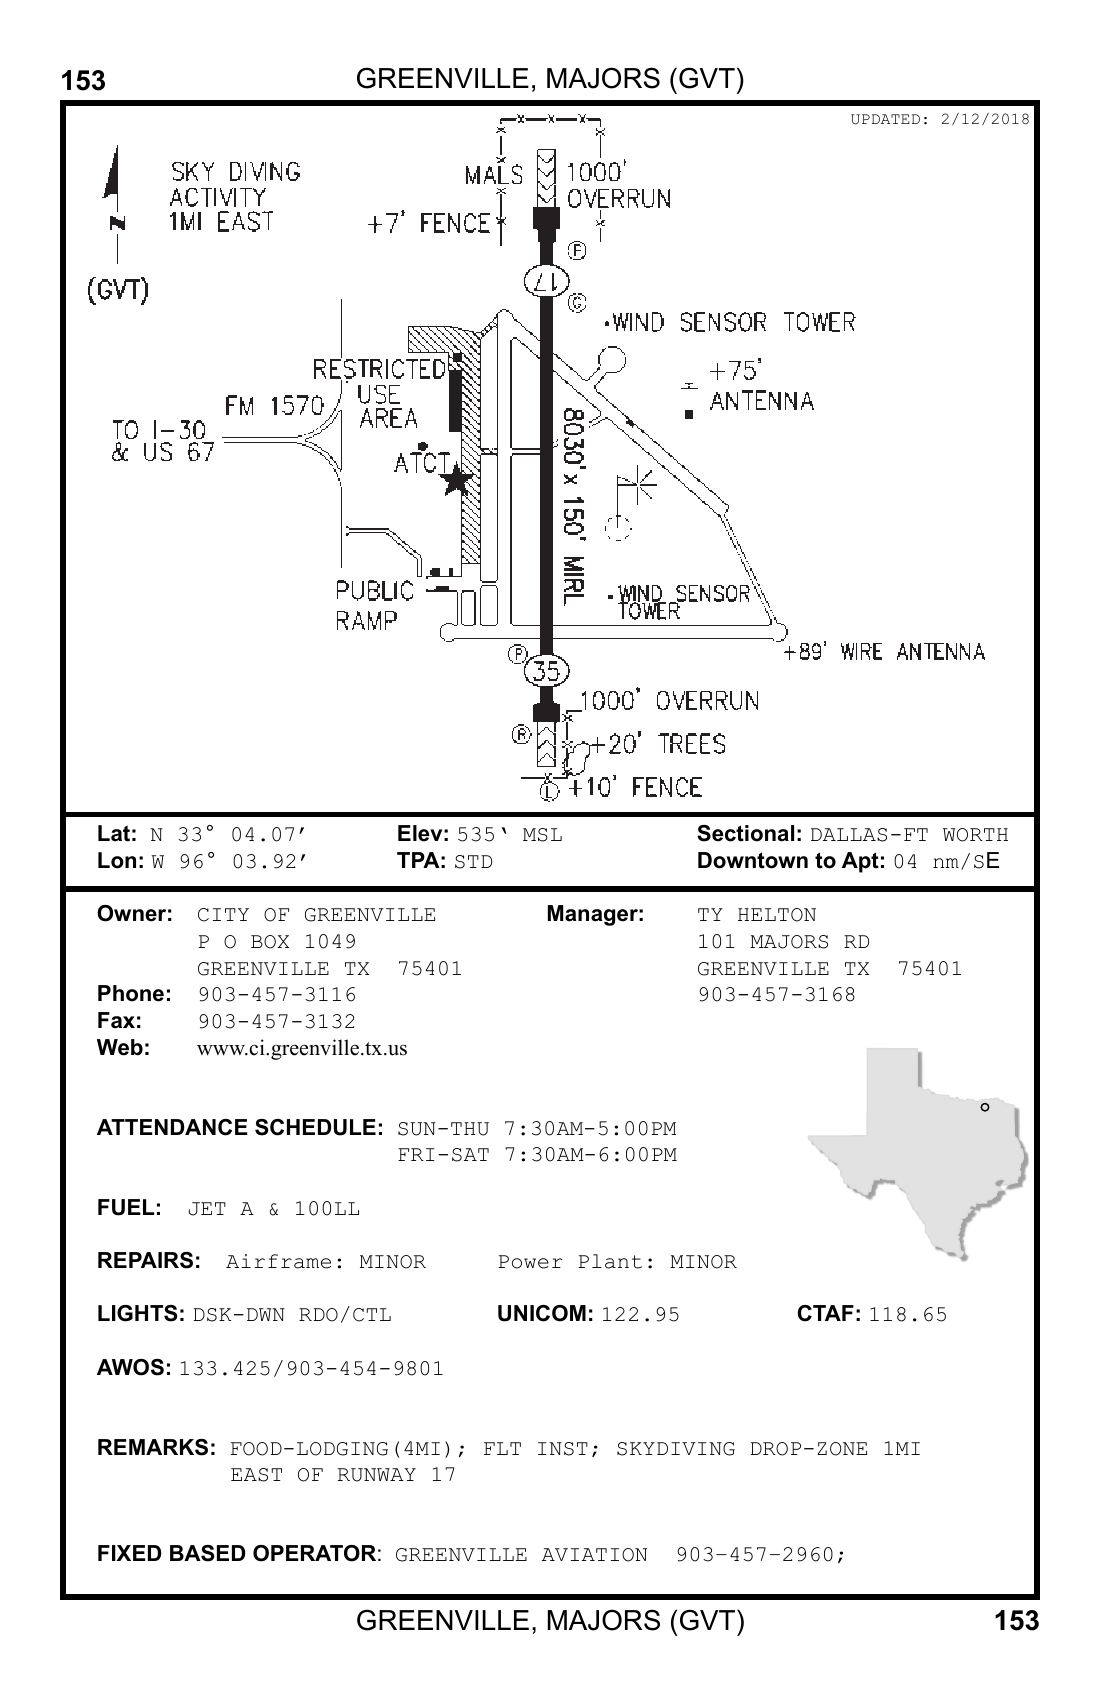 153 GREENVILLE, MAJORS (GVT)
UPDATED: 2/12/2018
SKY DIVING
ACTIVITY
1MI EAST
N
(GVT)
MALS
1000'
OVERRUN
+7' FENCE
P
17
G
WIND SENSOR TOWER
RESTRICTED
USE
AREA
+75'
ANTENNA
FM 1570
TO I-30
& US 67
ATCT
8030' x 150' MIRL
PUBLIC
RAMP
WIND SENSOR
TOWER
+89' WIRE ANTENNA
P
35
1000' OVERRUN
R
+20' TREES
L
+10' FENCE
Lat: N 33° 04.07′ Elev: 535‘ MSL Sectional: DALLAS-FT WORTH
Lon: W 96° 03.92′ TPA: STD Downtown to Apt: 04 nm/SE
Owner: CITY OF GREENVILLE Manager: TY HELTON
P O BOX 1049 101 MAJORS RD
GREENVILLE TX 75401 GREENVILLE TX 75401
Phone: 903-457-3116 903-457-3168
Fax: 903-457-3132
Web: www.ci.greenville.tx.us
ATTENDANCE SCHEDULE: SUN-THU 7:30AM-5:00PM
FRI-SAT 7:30AM-6:00PM
FUEL: JET A & 100LL
REPAIRS: Airframe: MINOR Power Plant: MINOR
LIGHTS: DSK-DWN RDO/CTL UNICOM: 122.95 CTAF: 118.65
AWOS: 133.425/903-454-9801
REMARKS: FOOD-LODGING(4MI); FLT INST; SKYDIVING DROP-ZONE 1MI
EAST OF RUNWAY 17
FIXED BASED OPERATOR: GREENVILLE AVIATION 903-457-2960;
GREENVILLE, MAJORS (GVT) 153